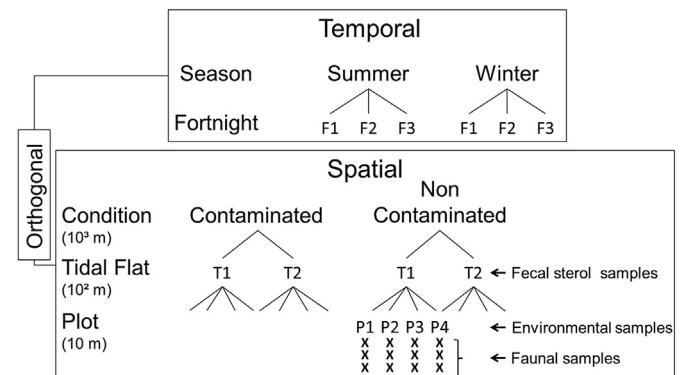 Temporal
Season Summer Winter
Fortnight F1 F2 F3 F1 F2 F3
Orthogonal
Spatial
Condition Contaminated Non Contaminated
(10³ m)
Tidal Flat T1 T2 T1 T2 ← Fecal sterol samples
(10² m)
Plot P1 P2 P3 P4 ← Environmental samples
(10 m) X X X X
X X X X ← Faunal samples
X X X X